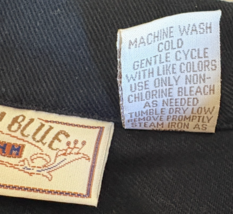 MACHINE WASH
COLD
GENTLE CYCLE
WITH LIKE COLORS
USE ONLY NON-
CHLORINE BLEACH
AS NEEDED
TUMBLE DRY LOW
REMOVE PROMPTLY
STEAM IRON AS
BLUE